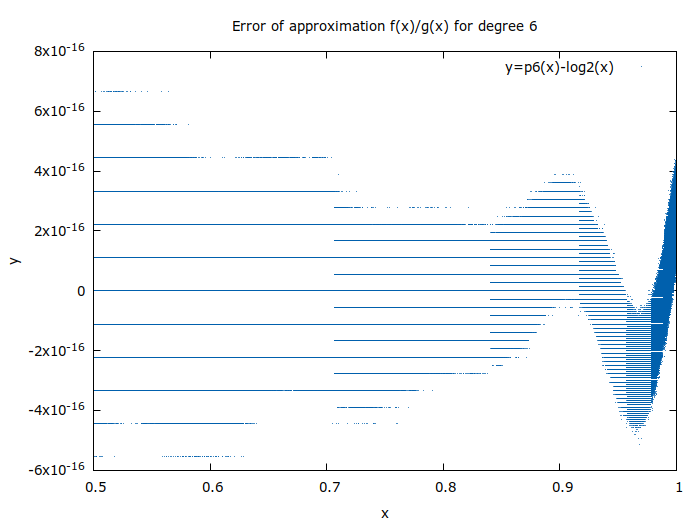 Error of approximation f(x)/g(x) for degree 6
8x10-16
y=p6(x)-log2(x)
6x10-16
4x10-16
2x10-16
y
0
-2x10-16
-4x10-16
-6x10-16
0.5 0.6 0.7 0.8 0.9 1
x